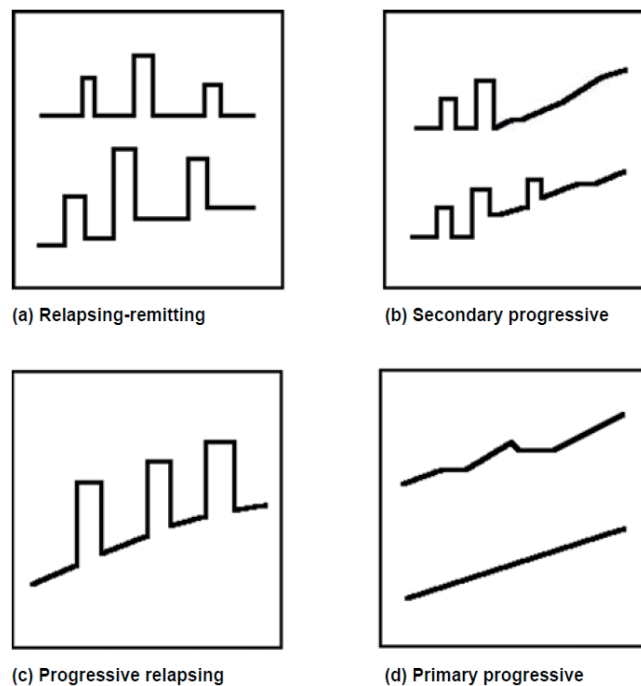 (a) Relapsing-remitting
(b) Secondary progressive
(c) Progressive relapsing
(d) Primary progressive